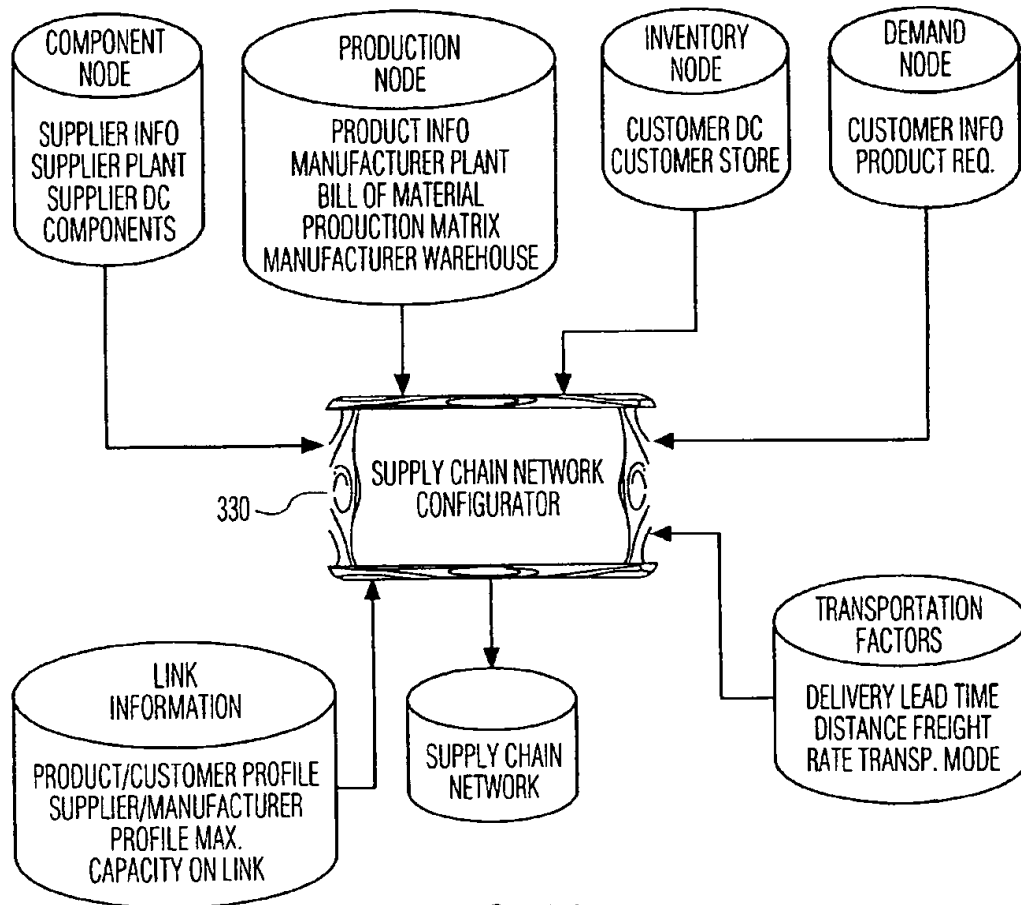 COMPONENT
NODE
SUPPLIER INFO
SUPPLIER PLANT
SUPPLIER DC
COMPONENTS
PRODUCTION
NODE
PRODUCT INFO
MANUFACTURER PLANT
BILL OF MATERIAL
PRODUCTION MATRIX
MANUFACTURER WAREHOUSE
INVENTORY
NODE
CUSTOMER DC
CUSTOMER STORE
DEMAND
NODE
CUSTOMER INFO
PRODUCT REQ.
330
SUPPLY CHAIN NETWORK
CONFIGURATOR
LINK
INFORMATION
PRODUCT/CUSTOMER PROFILE
SUPPLIER/MANUFACTURER
PROFILE MAX.
CAPACITY ON LINK
SUPPLY CHAIN
NETWORK
TRANSPORTATION
FACTORS
DELIVERY LEAD TIME
DISTANCE FREIGHT
RATE TRANSP. MODE